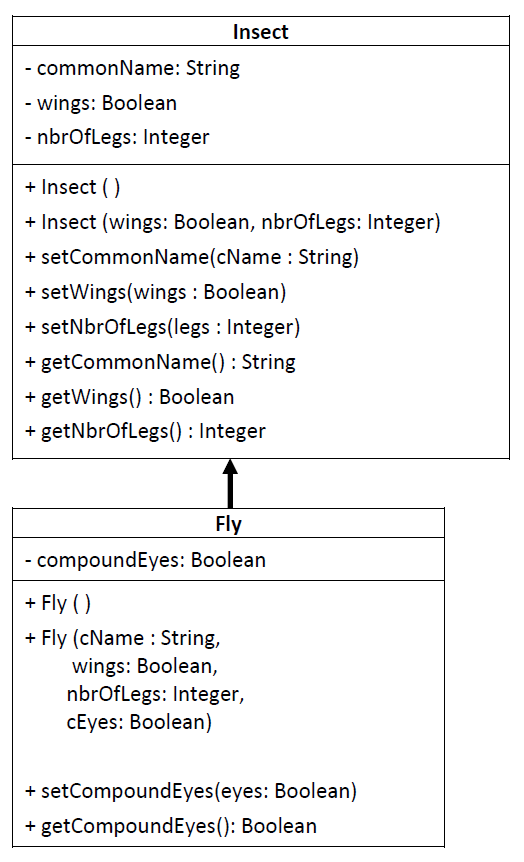 Insect
- commonName: String
- wings: Boolean
- nbrOfLegs: Integer
+ Insect ( )
+ Insect (wings: Boolean, nbrOfLegs: Integer)
+ setCommonName(cName : String)
+ setWings(wings : Boolean)
+ setNbrOfLegs(legs : Integer)
+ getCommonName() : String
+ getWings() : Boolean
+ getNbrOfLegs() : Integer
Fly
- compoundEyes: Boolean
+ Fly ( )
+ Fly (cName : String,
wings: Boolean,
nbrOfLegs: Integer,
cEyes: Boolean)
+ setCompoundEyes(eyes: Boolean)
+ getCompoundEyes(): Boolean